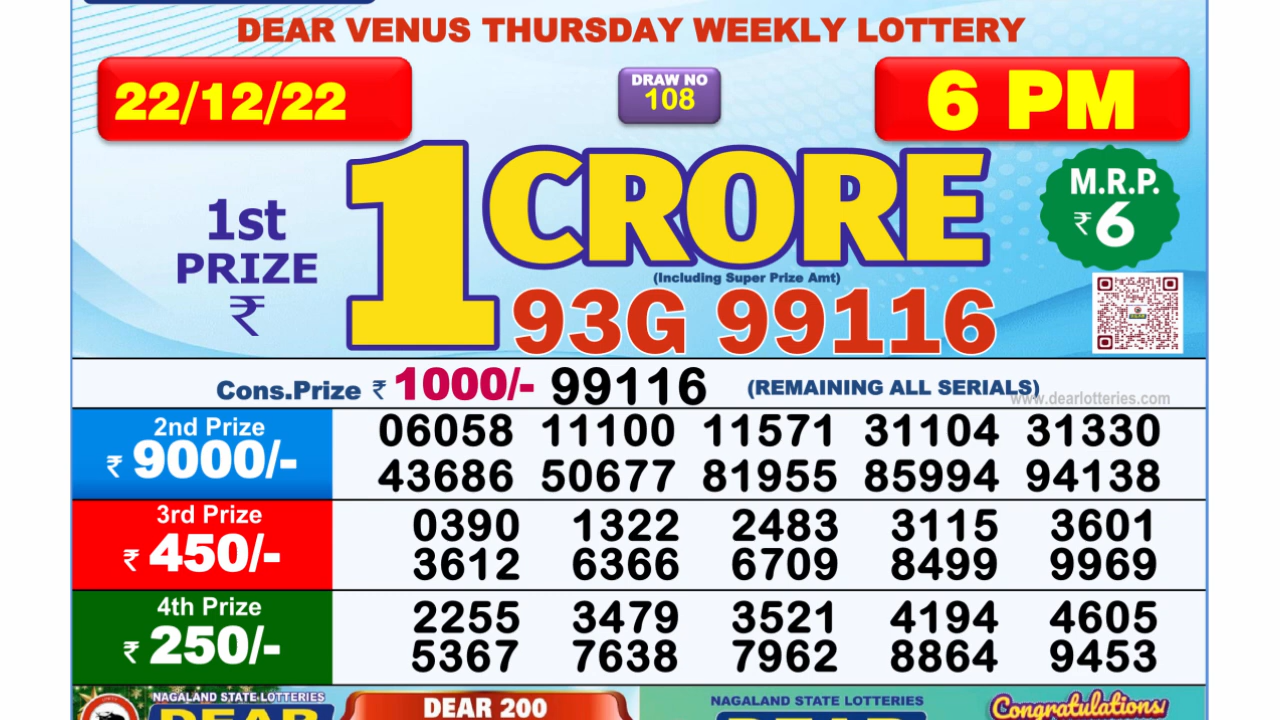 DEAR VENUS THURSDAY WEEKLY LOTTERY
22/12/22
DRAW NO
108
6 PM
1st
PRIZE
₹
1 CRORE
(Including Super Prize Amt)
93G 99116
M.R.P.
₹ 6
Cons.Prize ₹ 1000/- 99116 (REMAINING ALL SERIALS)
www.dearlotteries.com
2nd Prize
₹ 9000/-
06058 11100 11571 31104 31330
43686 50677 81955 85994 94138
3rd Prize
₹ 450/-
0390 1322 2483 3115 3601
3612 6366 6709 8499 9969
4th Prize
₹ 250/-
2255 3479 3521 4194 4605
5367 7638 7962 8864 9453
NAGALAND STATE LOTTERIES
DEAR
DEAR 200
NAGALAND STATE LOTTERIES
DEAR
Congratulations!